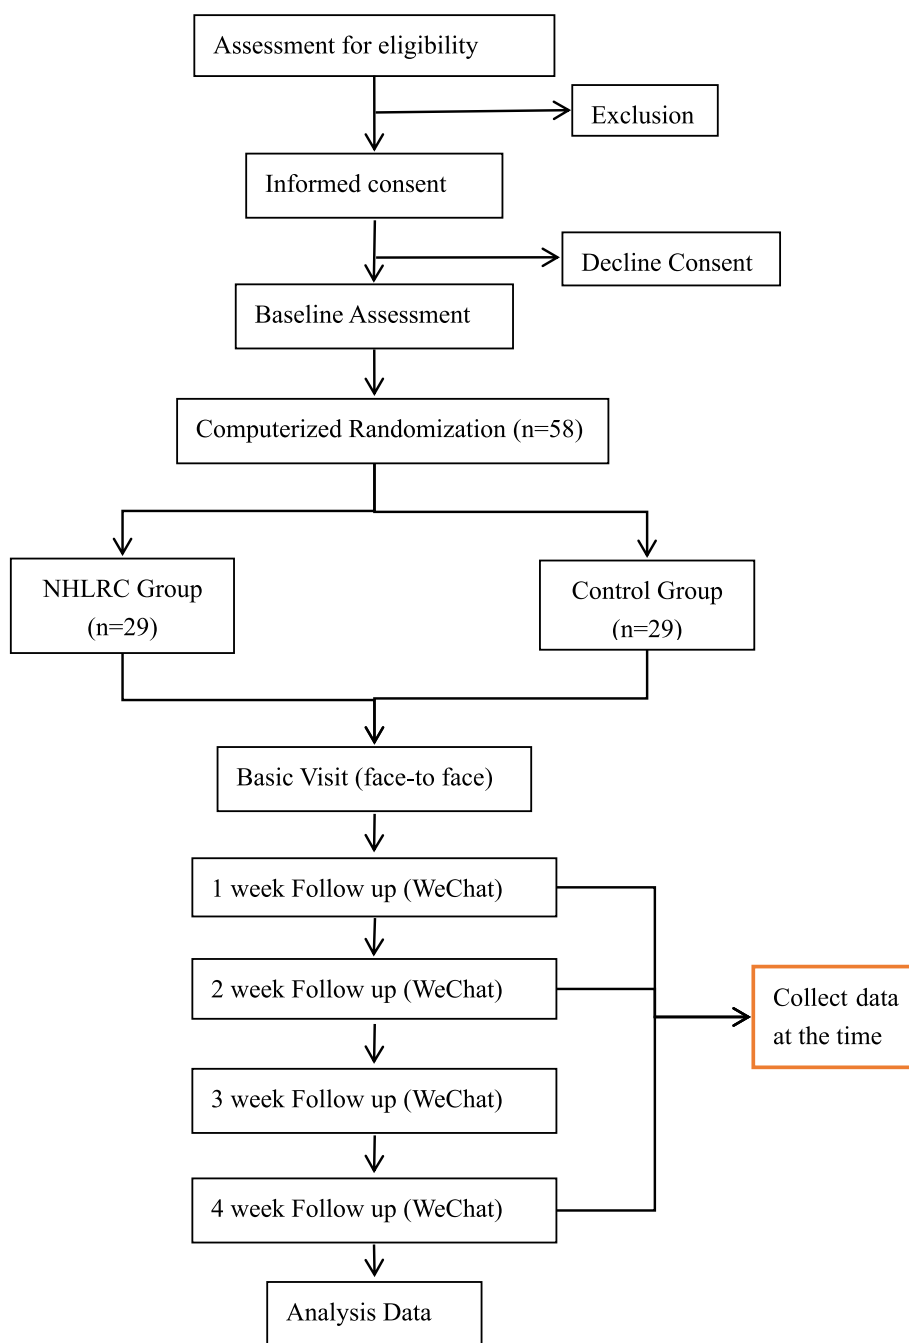 Assessment for eligibility
Exclusion
Informed consent
Decline Consent
Baseline Assessment
Computerized Randomization (n=58)
NHLRC Group
(n=29)
Control Group
(n=29)
Basic Visit (face-to face)
1 week Follow up (WeChat)
2 week Follow up (WeChat)
Collect data
at the time
3 week Follow up (WeChat)
4 week Follow up (WeChat)
Analysis Data